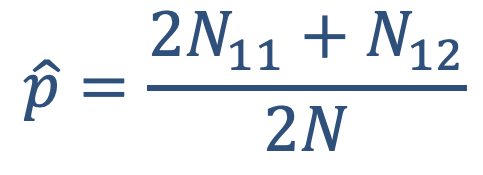 p̂ = (2N₁₁ + N₁₂) / 2N